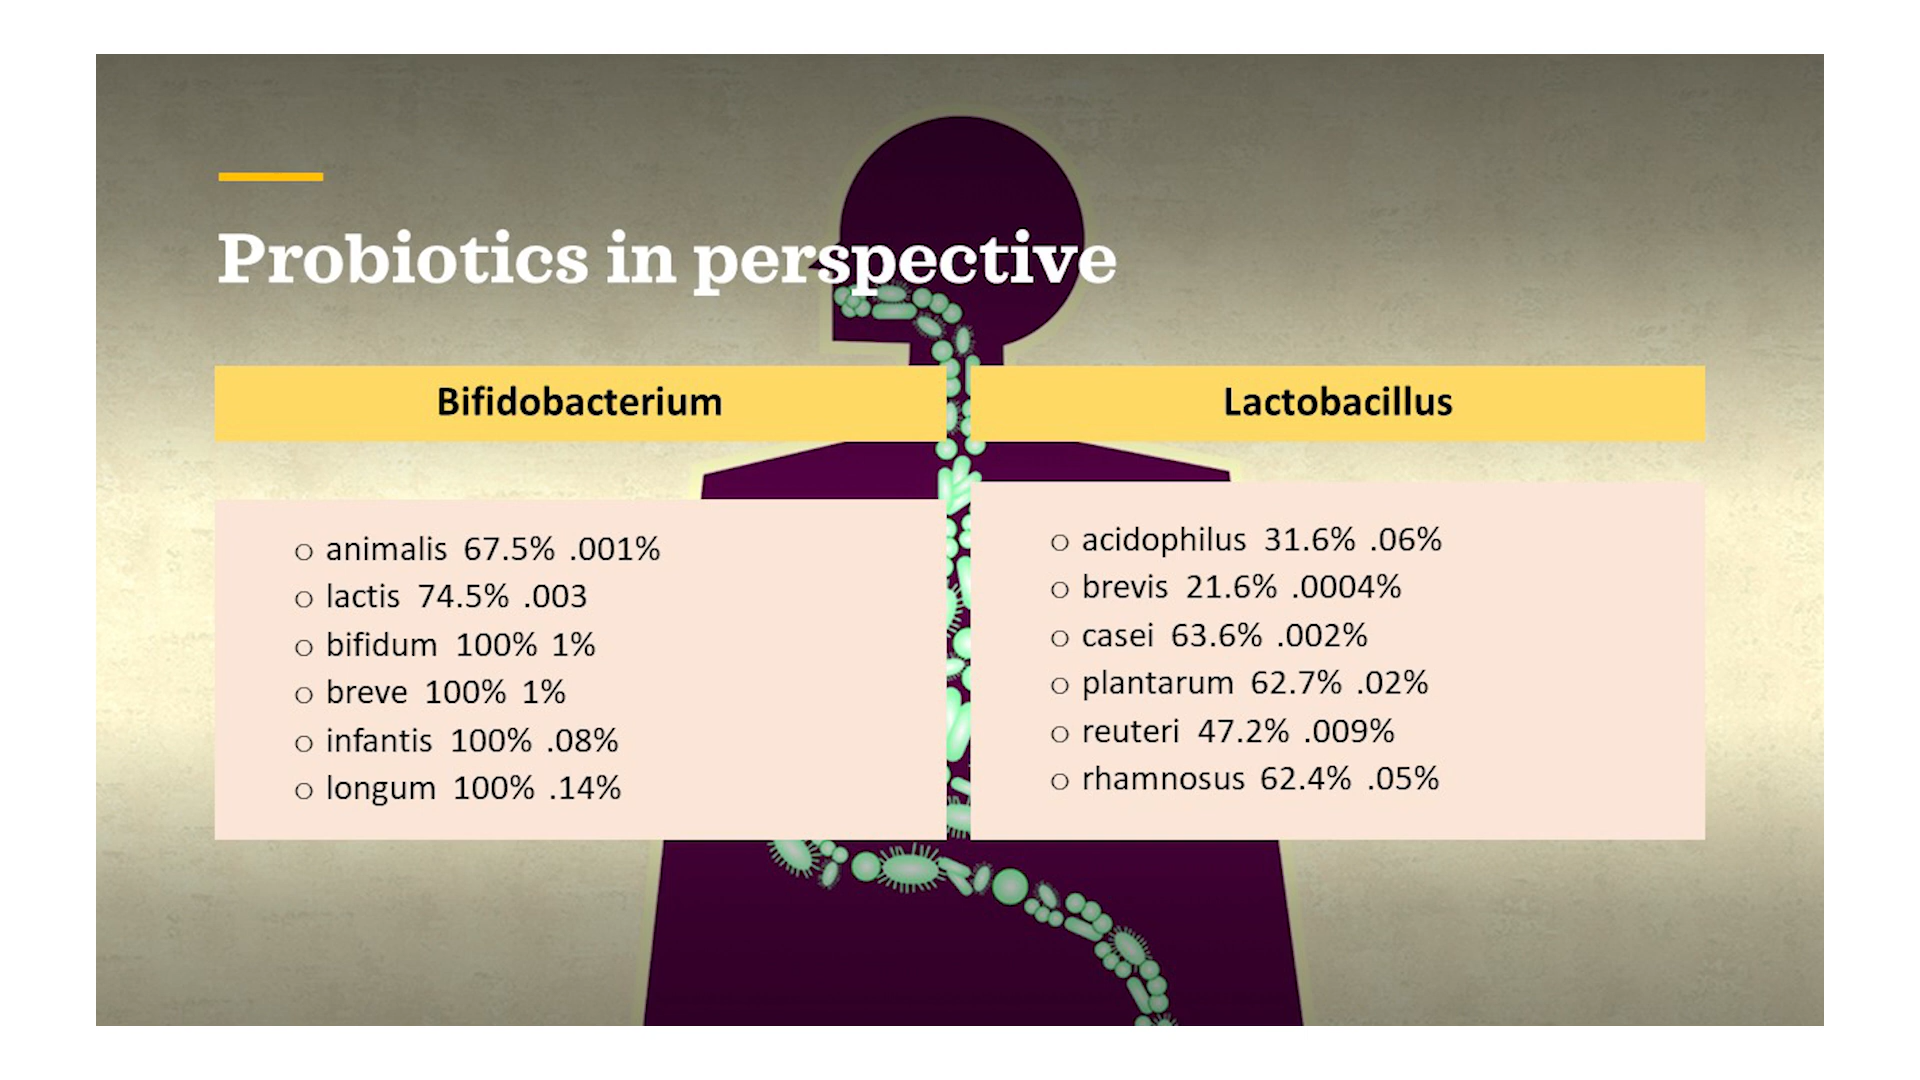 Probiotics in perspective
Bifidobacterium
o animalis 67.5% .001%
o lactis 74.5% .003
o bifidum 100% 1%
o breve 100% 1%
o infantis 100% .08%
o longum 100% .14%
Lactobacillus
o acidophilus 31.6% .06%
o brevis 21.6% .0004%
o casei 63.6% .002%
o plantarum 62.7% .02%
o reuteri 47.2% .009%
o rhamnosus 62.4% .05%